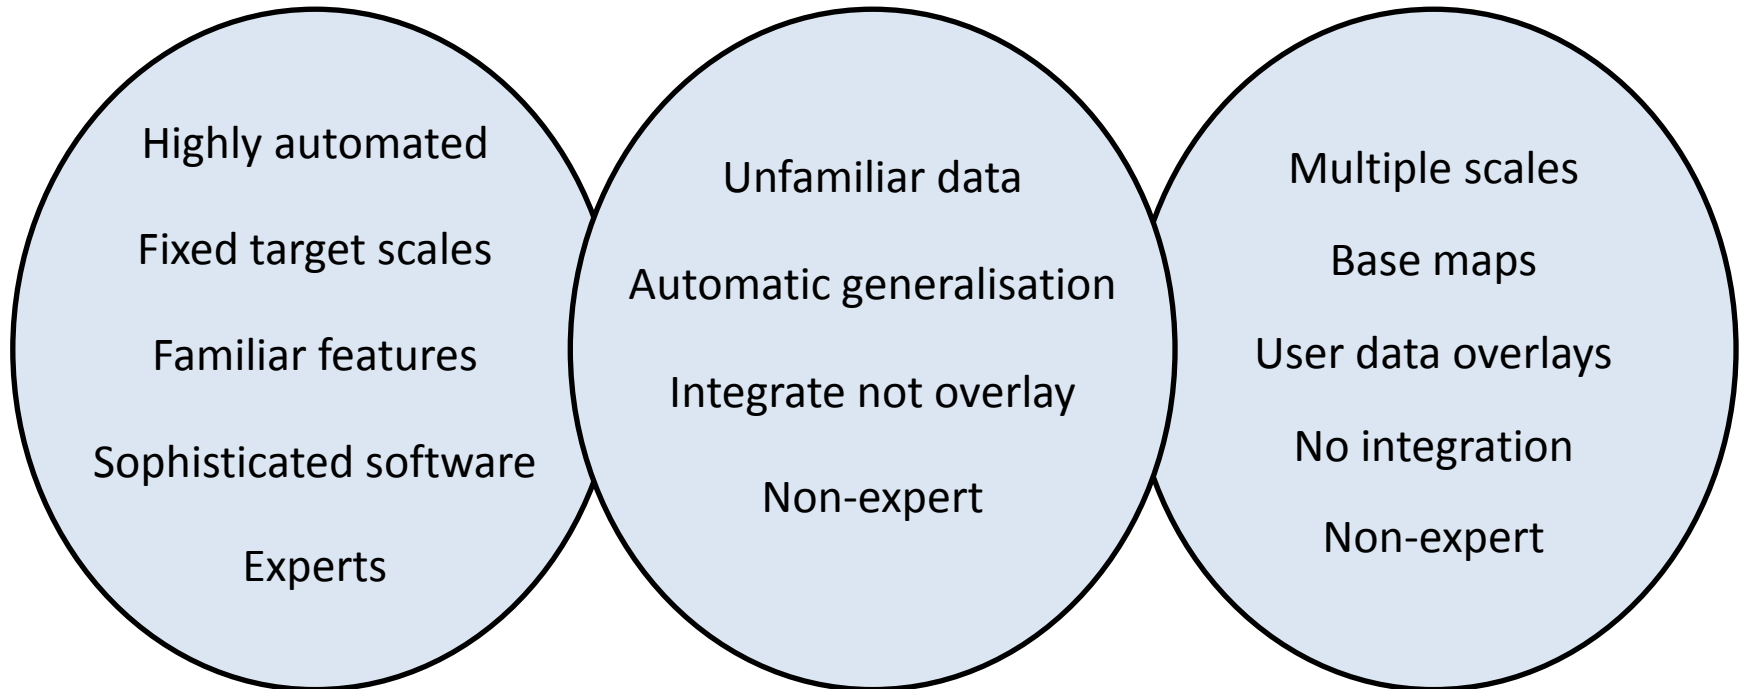 Highly automated
Fixed target scales
Familiar features
Sophisticated software
Experts
Unfamiliar data
Automatic generalisation
Integrate not overlay
Non-expert
Multiple scales
Base maps
User data overlays
No integration
Non-expert